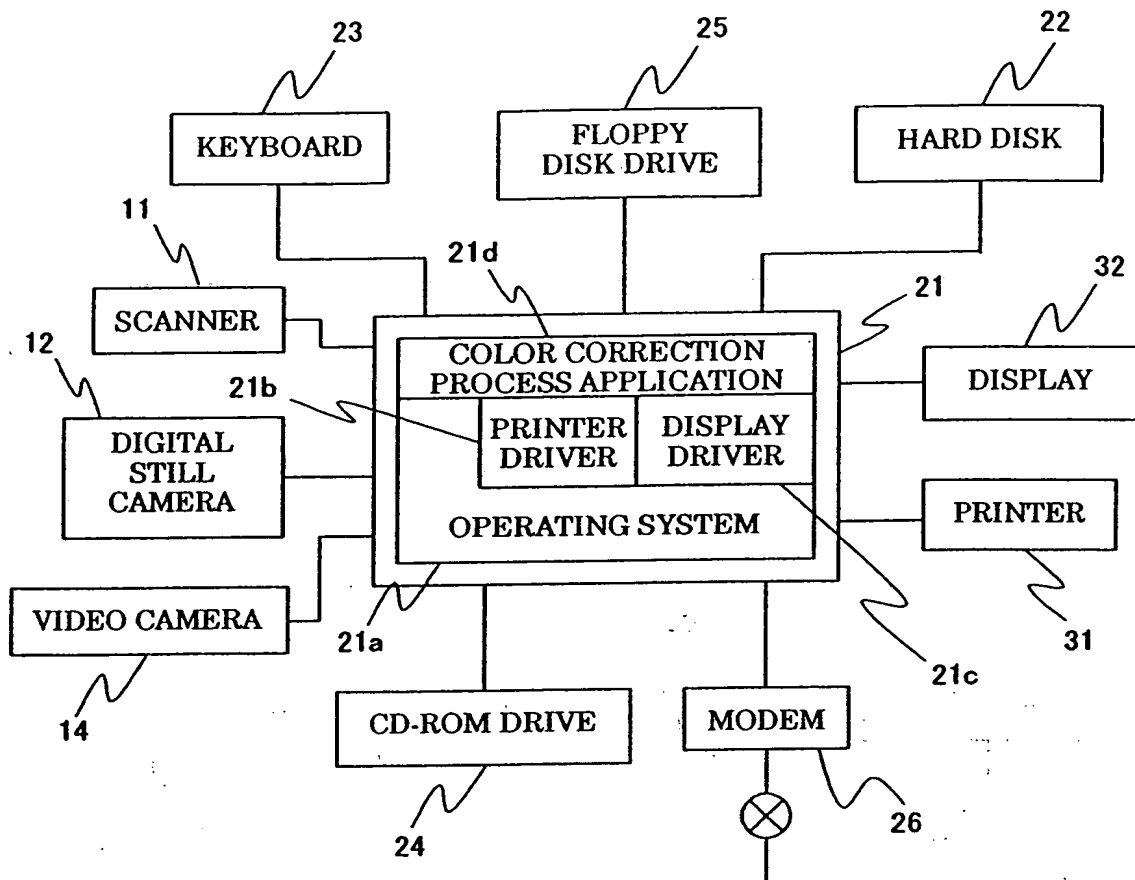 23
25
22
KEYBOARD
FLOPPY
DISK DRIVE
HARD DISK
11
21d
21
32
SCANNER
12
COLOR CORRECTION
PROCESS APPLICATION
DISPLAY
21b
DIGITAL
STILL
CAMERA
PRINTER
DRIVER
DISPLAY
DRIVER
OPERATING SYSTEM
PRINTER
VIDEO CAMERA
21a
21c
31
14
CD-ROM DRIVE
MODEM
24
26